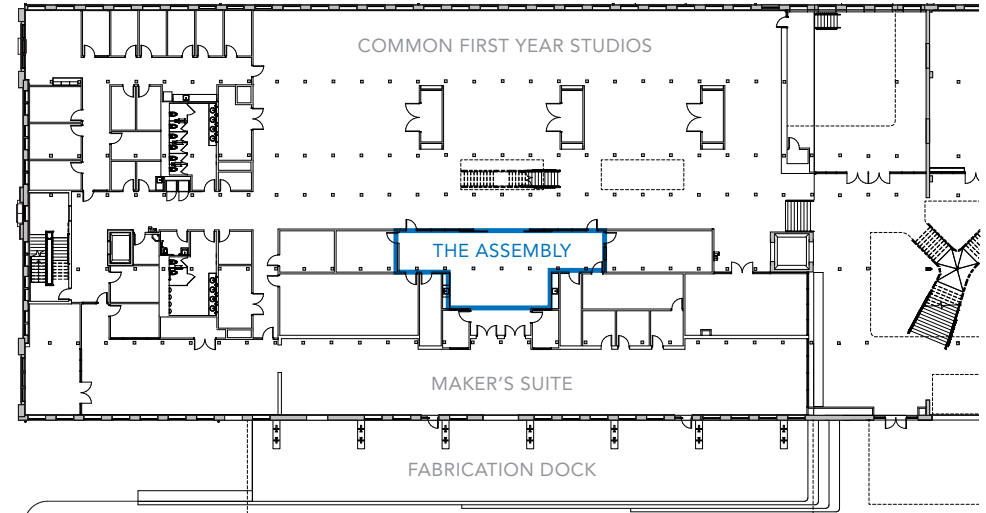 COMMON FIRST YEAR STUDIOS
THE ASSEMBLY
MAKER'S SUITE
FABRICATION DOCK